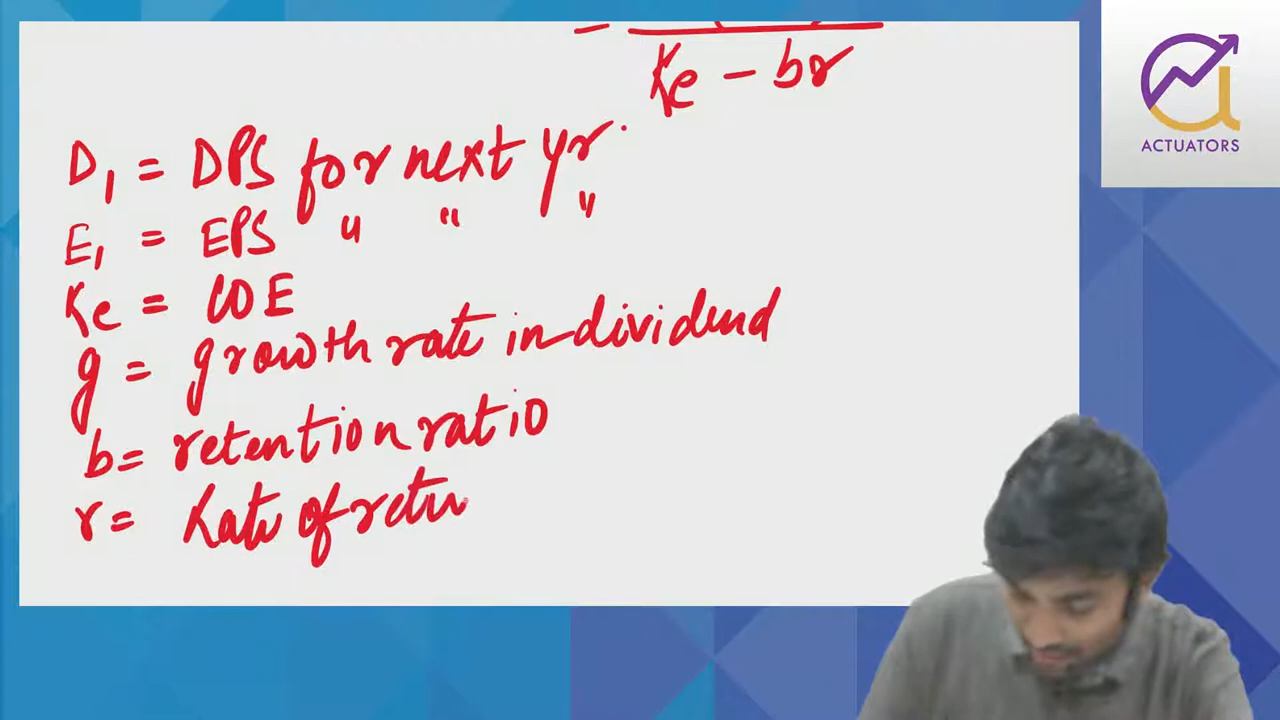 =
Ke - br
D₁ = DPS for next yr.
E₁ = EPS " " "
Ke = COE
g = growth rate in dividend
b = retention ratio
r = Rate of retu
ACTUATORS